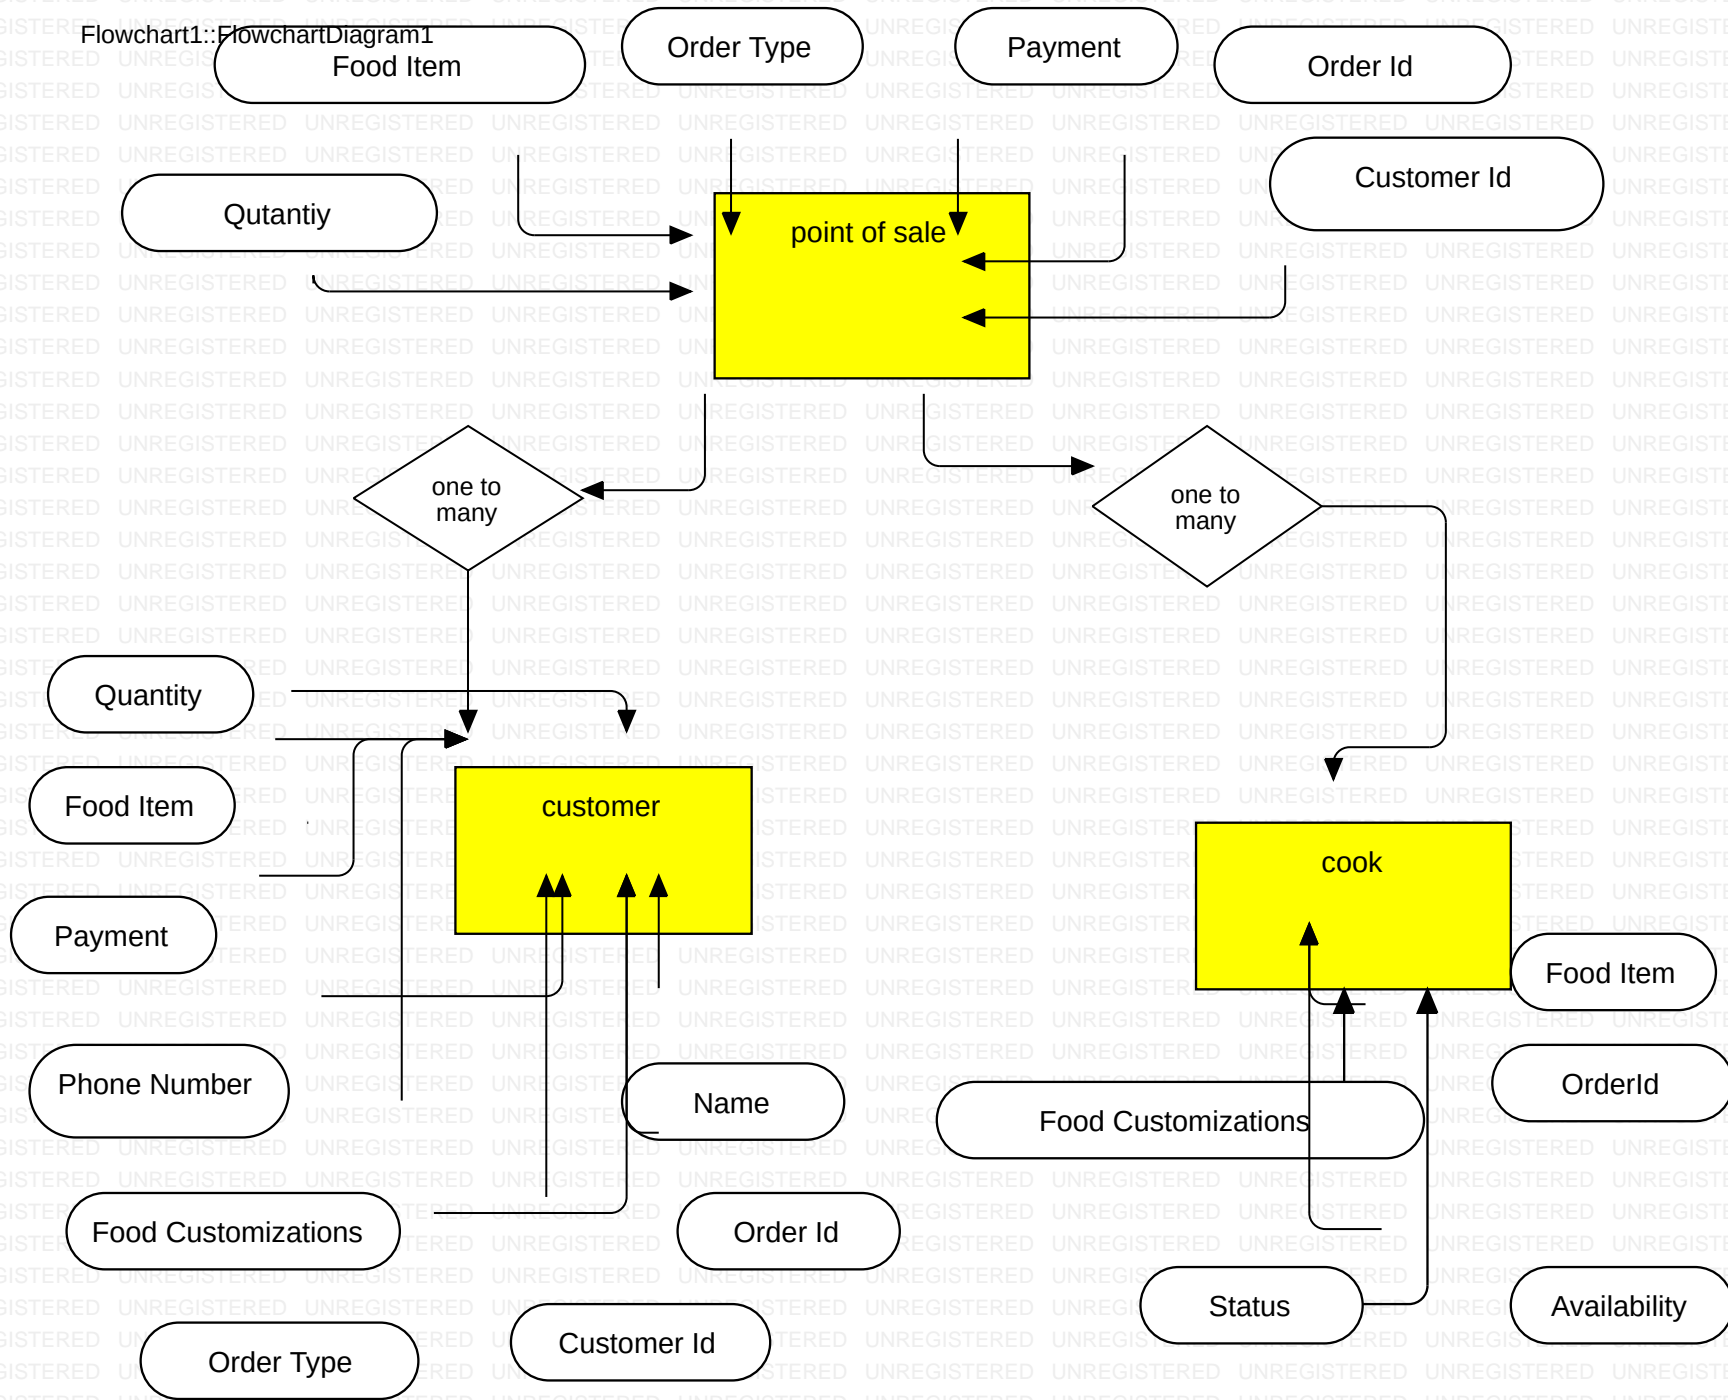 Flowchart1::FlowchartDiagram1
Food Item
Order Type
Payment
Order Id
Customer Id
Qutantiy
point of sale
one to
many
one to
many
Quantity
Food Item
customer
cook
Payment
Food Item
Phone Number
Name
OrderId
Food Customizations
Food Customizations
Order Id
Status
Availability
Customer Id
Order Type
UNREGISTERED